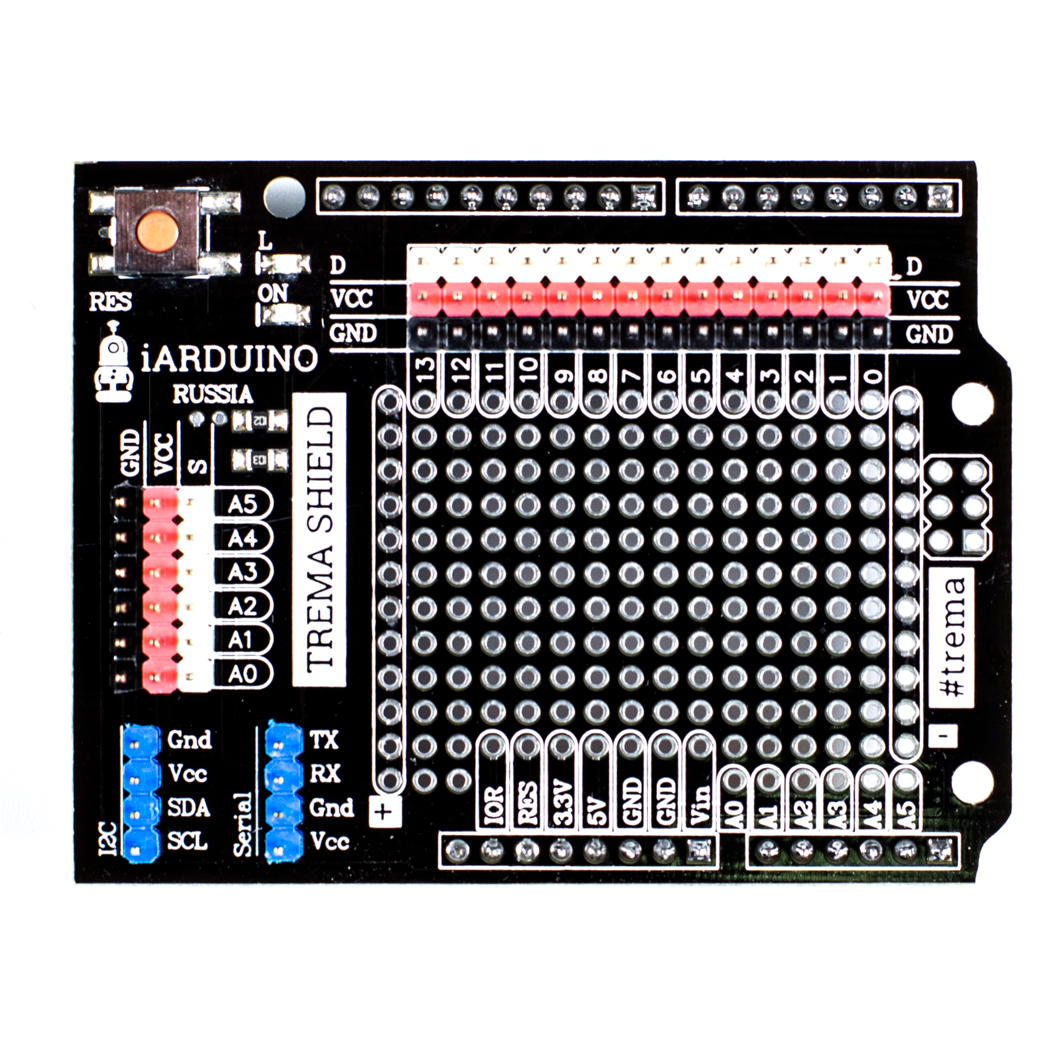 L
D
D
ON
VCC
VCC
RES
GND
GND
iARDUINO
RUSSIA
13
12
11
10
9
8
7
6
5
4
3
2
1
0
GND
VCC
S
A5
A4
A3
A2
A1
A0
TREMA SHIELD
#trema
-
+
Gnd
Vcc
SDA
SCL
I2C
TX
RX
Gnd
Vcc
Serial
IOR
RES
3.3V
5V
GND
GND
Vin
A0
A1
A2
A3
A4
A5